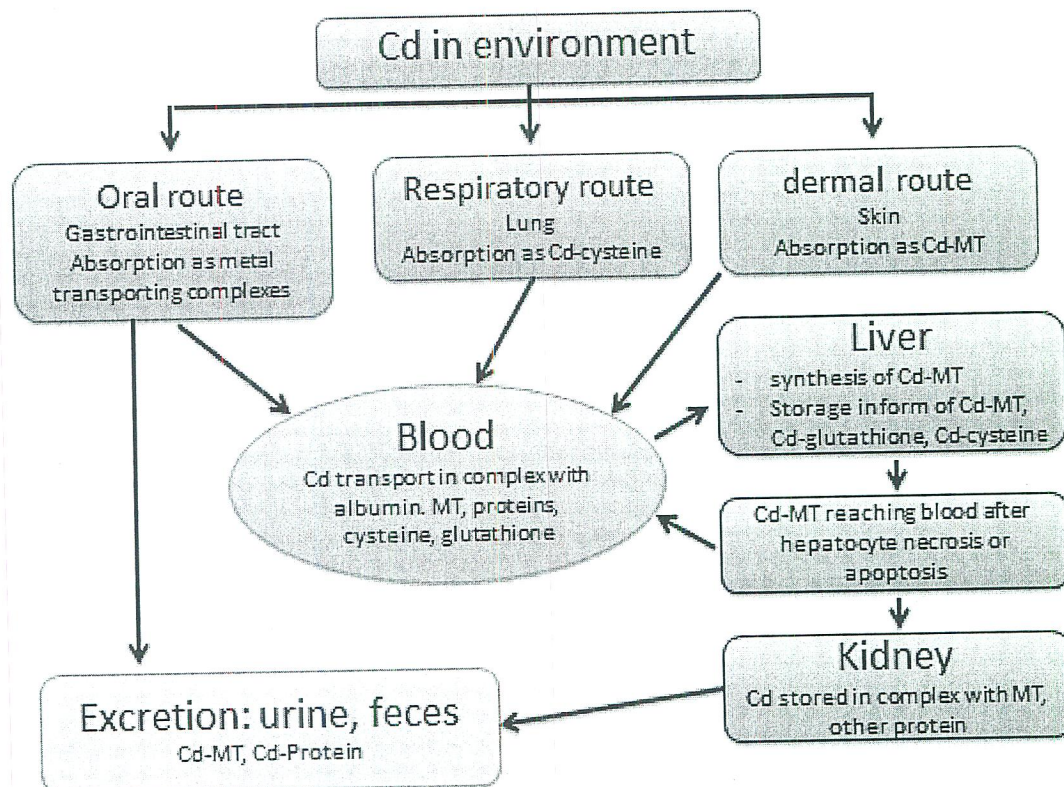 Cd in environment
Oral route
Gastrointestinal tract
Absorption as metal
transporting complexes
Respiratory route
Lung
Absorption as Cd-cysteine
dermal route
Skin
Absorption as Cd-MT
Liver
- synthesis of Cd-MT
- Storage in form of Cd-MT,
Cd-glutathione, Cd-cysteine
Blood
Cd transport in complex with
albumin. MT, proteins,
cysteine, glutathione
Cd-MT reaching blood after
hepatocyte necrosis or
apoptosis
Kidney
Cd stored in complex with MT,
other protein
Excretion: urine, feces
Cd-MT, Cd-Protein